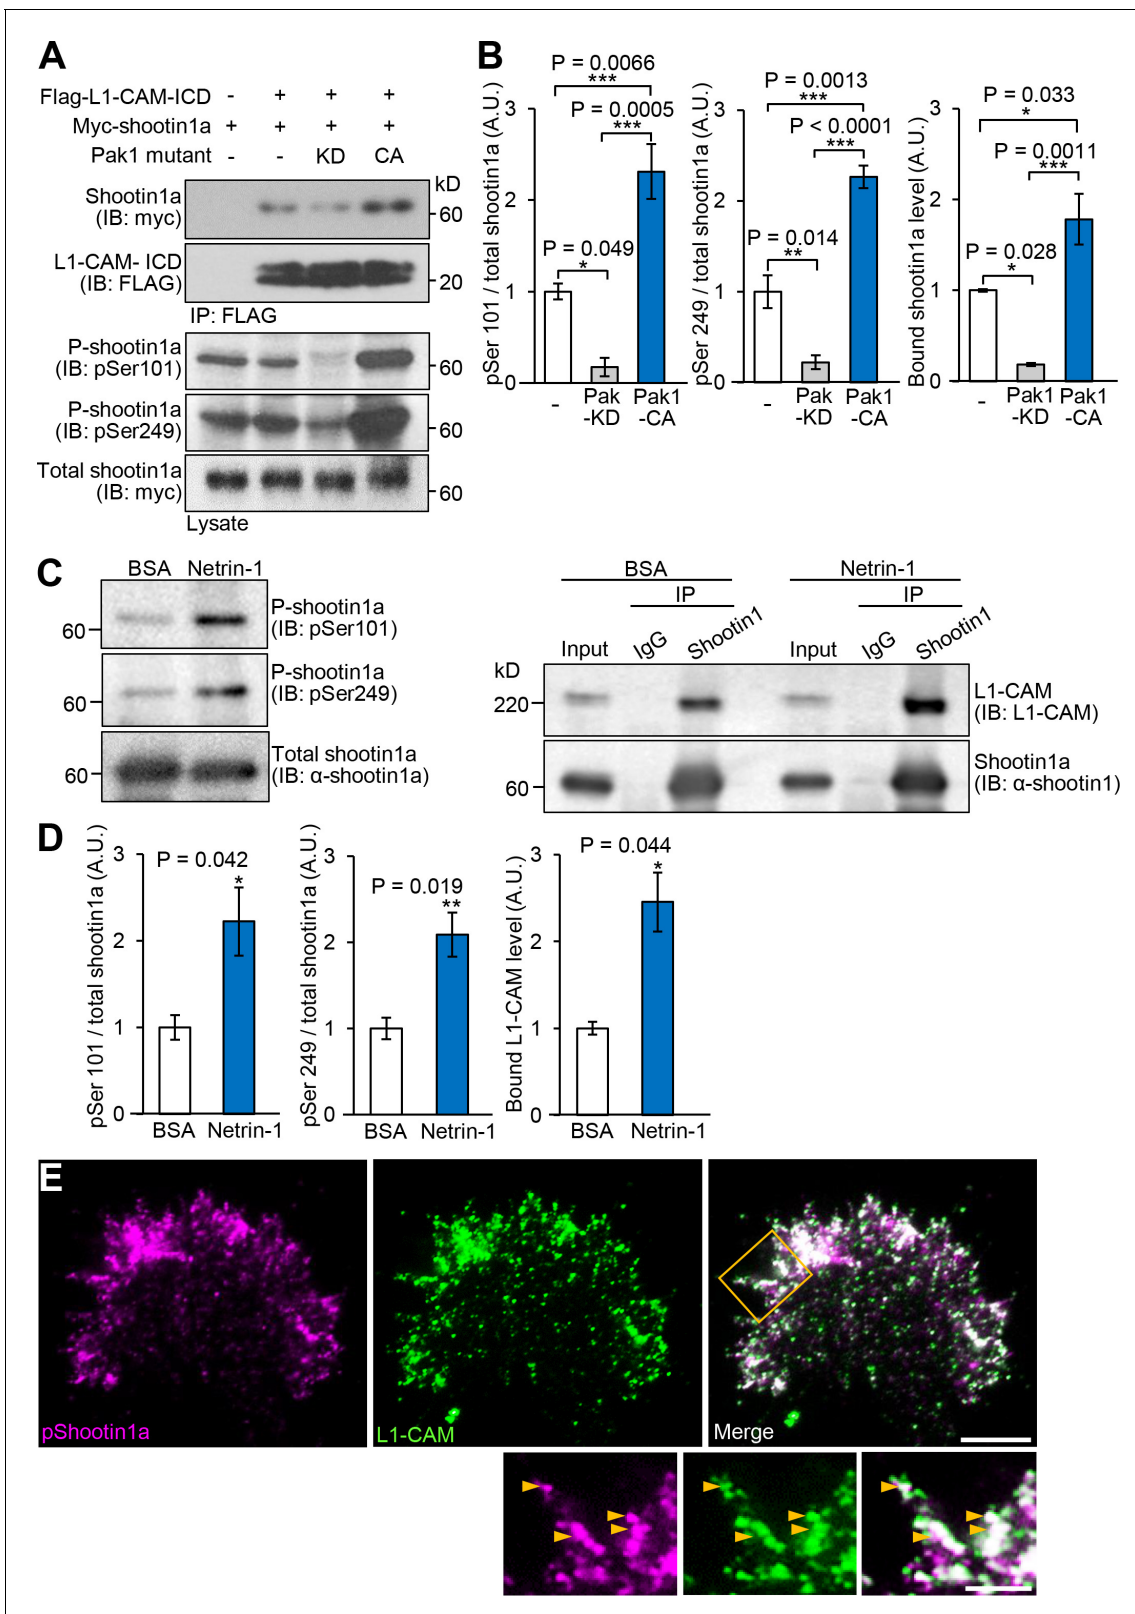 A
Flag-L1-CAM-ICD - + + +
Myc-shootin1a + + + +
Pak1 mutant - - KD CA
kD
Shootin1a
(IB: myc)
60
L1-CAM- ICD
(IB: FLAG)
20
IP: FLAG
P-shootin1a
(IB: pSer101)
60
P-shootin1a
(IB: pSer249)
60
Total shootin1a
(IB: myc)
60
Lysate
B
pSer 101 / total shootin1a (A.U.)
3
2
1
0
P = 0.0066
***
P = 0.0005
***
P = 0.049
*
- Pak Pak1
-KD -CA
pSer 249 / total shootin1a (A.U.)
3
2
1
0
P = 0.0013
***
P < 0.0001
***
P = 0.014
**
- Pak Pak1
-KD -CA
Bound shootin1a level (A.U.)
3
2
1
0
P = 0.033
*
P = 0.0011
***
P = 0.028
*
- Pak1 Pak1
-KD -CA
C
BSA Netrin-1
60
P-shootin1a
(IB: pSer101)
60
P-shootin1a
(IB: pSer249)
60
Total shootin1a
(IB: α-shootin1a)
BSA Netrin-1
IP IP
Input IgG Shootin1 Input IgG Shootin1
kD
220
L1-CAM
(IB: L1-CAM)
60
Shootin1a
(IB: α-shootin1)
D
pSer 101 / total shootin1a (A.U.)
3
2
1
0
P = 0.042
*
BSA Netrin-1
pSer 249 / total shootin1a (A.U.)
3
2
1
0
P = 0.019
**
BSA Netrin-1
Bound L1-CAM level (A.U.)
3
2
1
0
P = 0.044
*
BSA Netrin-1
E
pShootin1a
L1-CAM
Merge